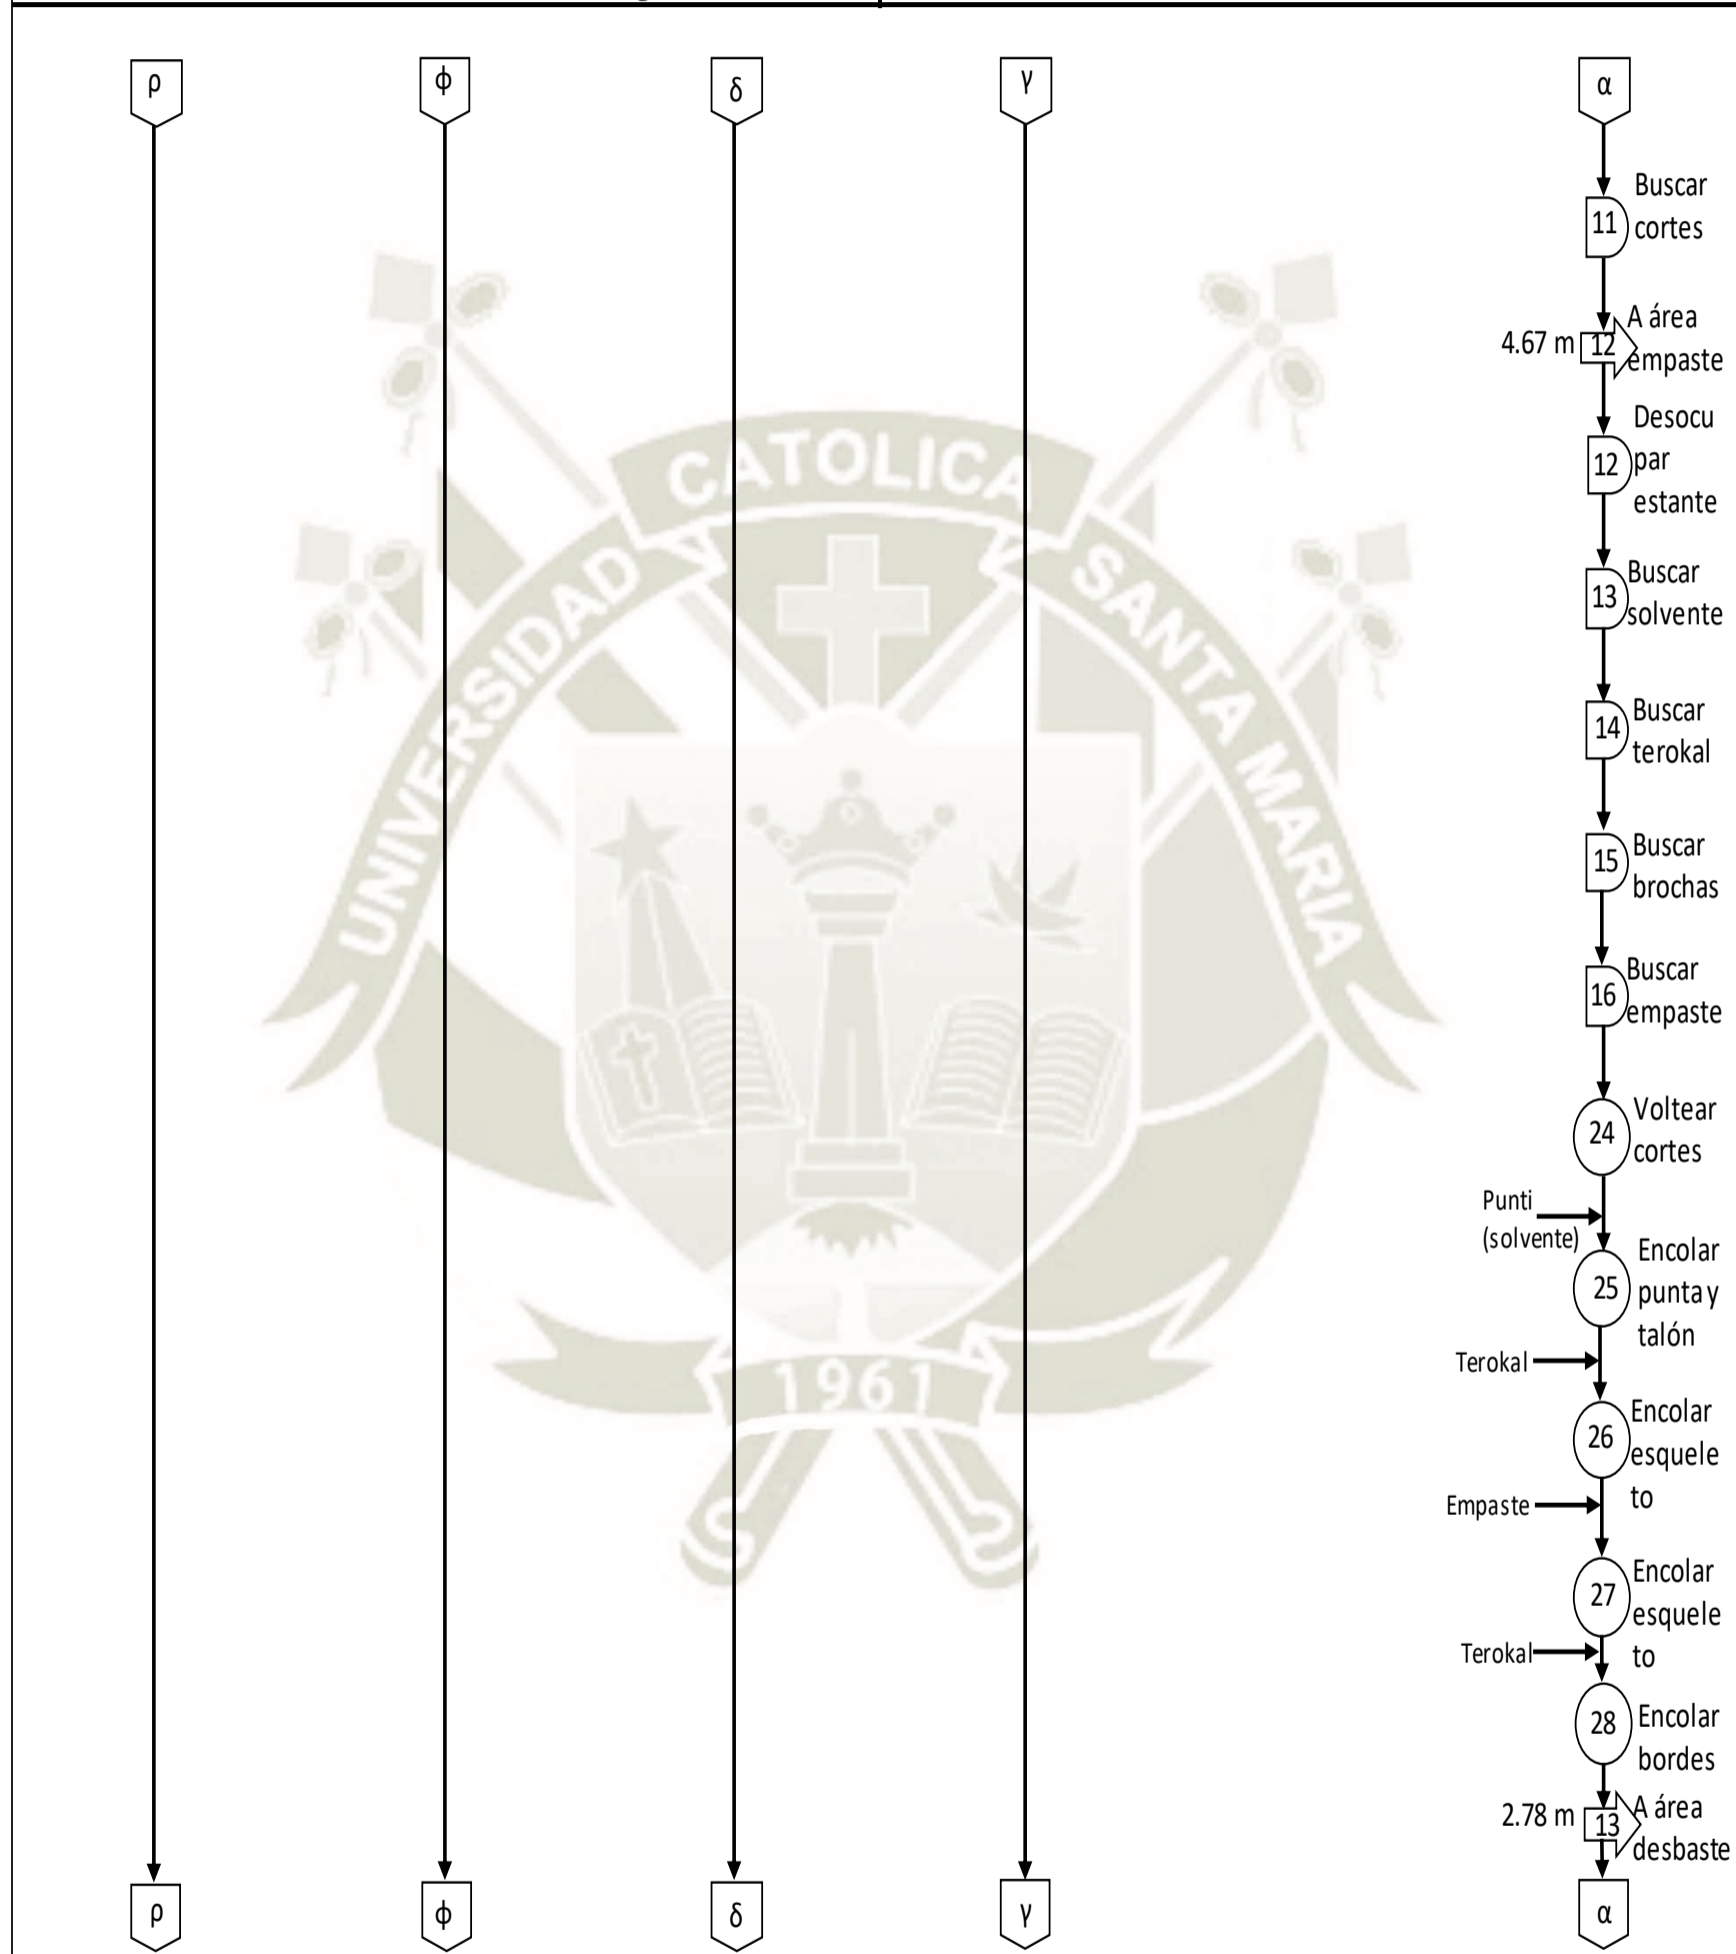 ρ
ϕ
δ
γ
α
Buscar
cortes
11
4.67 m
12
A área
empaste
Desocu
par
estante
12
Buscar
solvente
13
Buscar
terokal
14
Buscar
brochas
15
Buscar
empaste
16
Voltear
cortes
24
Punti
(solvente)
Encolar
punta y
talón
25
Terokal
Encolar
esquele
to
26
Empaste
Encolar
esquele
to
27
Terokal
Encolar
bordes
28
2.78 m
13
A área
desbaste
ρ
ϕ
δ
γ
α
UNIVERSIDAD
CATOLICA
SANTA MARIA
1961